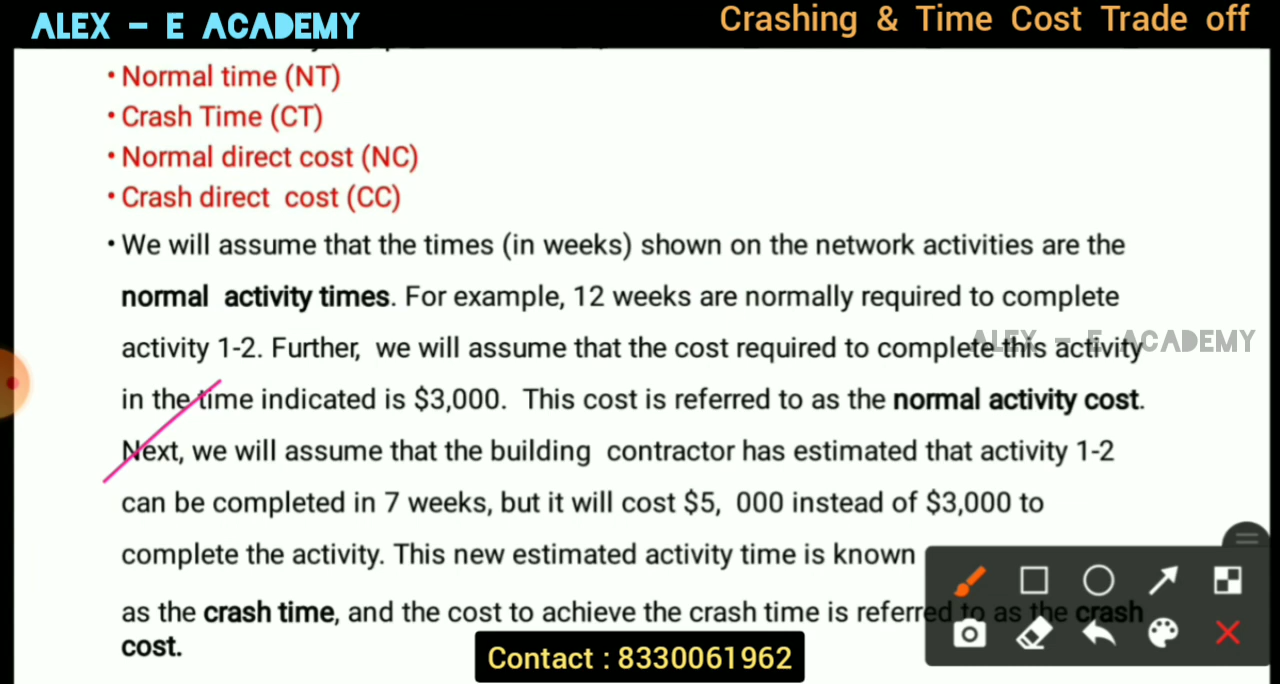 ALEX - E ACADEMY
Crashing & Time Cost Trade off
• Normal time (NT)
• Crash Time (CT)
• Normal direct cost (NC)
• Crash direct cost (CC)
• We will assume that the times (in weeks) shown on the network activities are the
normal activity times. For example, 12 weeks are normally required to complete
ALEX - E ACADEMY
activity 1-2. Further, we will assume that the cost required to complete this activity
in the time indicated is $3,000. This cost is referred to as the normal activity cost.
Next, we will assume that the building contractor has estimated that activity 1-2
can be completed in 7 weeks, but it will cost $5, 000 instead of $3,000 to
complete the activity. This new estimated activity time is known
as the crash time, and the cost to achieve the crash time is referred to as the crash
cost.
Contact : 8330061962